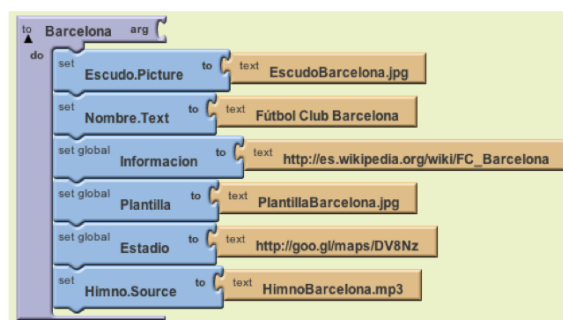 to Barcelona arg
do
set Escudo.Picture to text EscudoBarcelona.jpg
set Nombre.Text to text Fútbol Club Barcelona
set global Informacion to text http://es.wikipedia.org/wiki/FC_Barcelona
set global Plantilla to text PlantillaBarcelona.jpg
set global Estadio to text http://goo.gl/maps/DV8Nz
set Himno.Source to text HimnoBarcelona.mp3